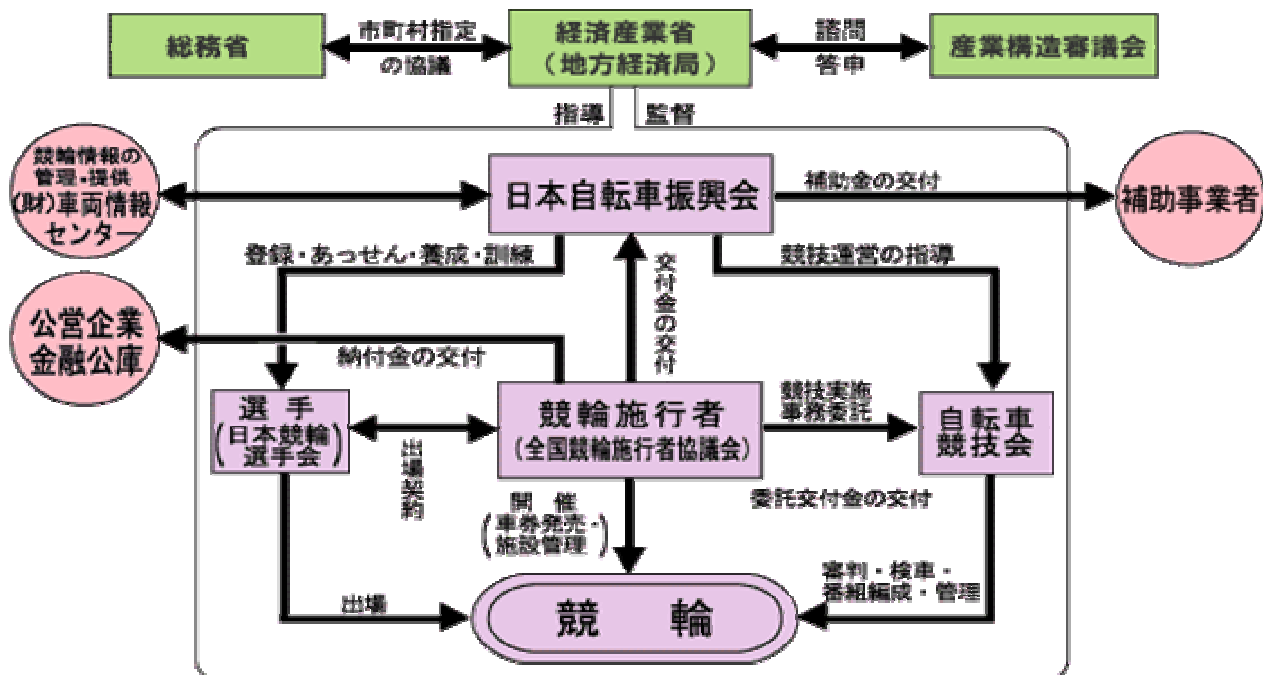 総務省
市町村指定
の協議
経済産業省
(地方経済局)
諮問
答申
産業構造審議会
指導
監督
競輪情報の
管理・提供
(財)車両情報
センター
日本自転車振興会
補助金の交付
補助事業者
登録・あっせん・養成・訓練
交付金の交付
競技運営の指導
公営企業
金融公庫
納付金の交付
選手
(日本競輪
選手会)
出場契約
競輪施行者
(全国競輪施行者協議会)
競技実施
事務委託
自転車
競技会
委託交付金の交付
開催
(車券発売・
施設管理)
審判・検車・
番組編成・管理
出場
競輪